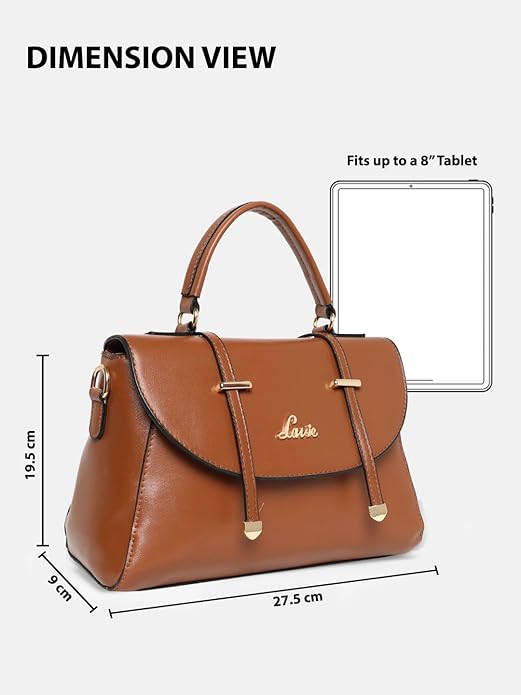 DIMENSION VIEW
Fits up to a 8” Tablet
Lavie
19.5 cm
9 cm
27.5 cm